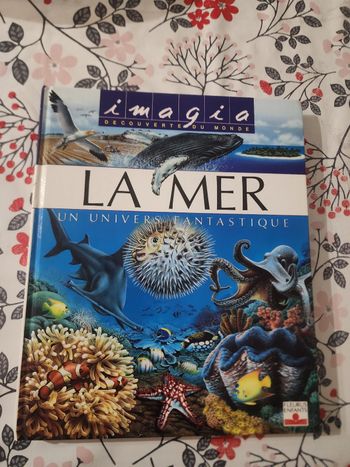 imagia
DÉCOUVERTE DU MONDE
LA MER
UN UNIVERS FANTASTIQUE
FLEURUS
ENFANTS